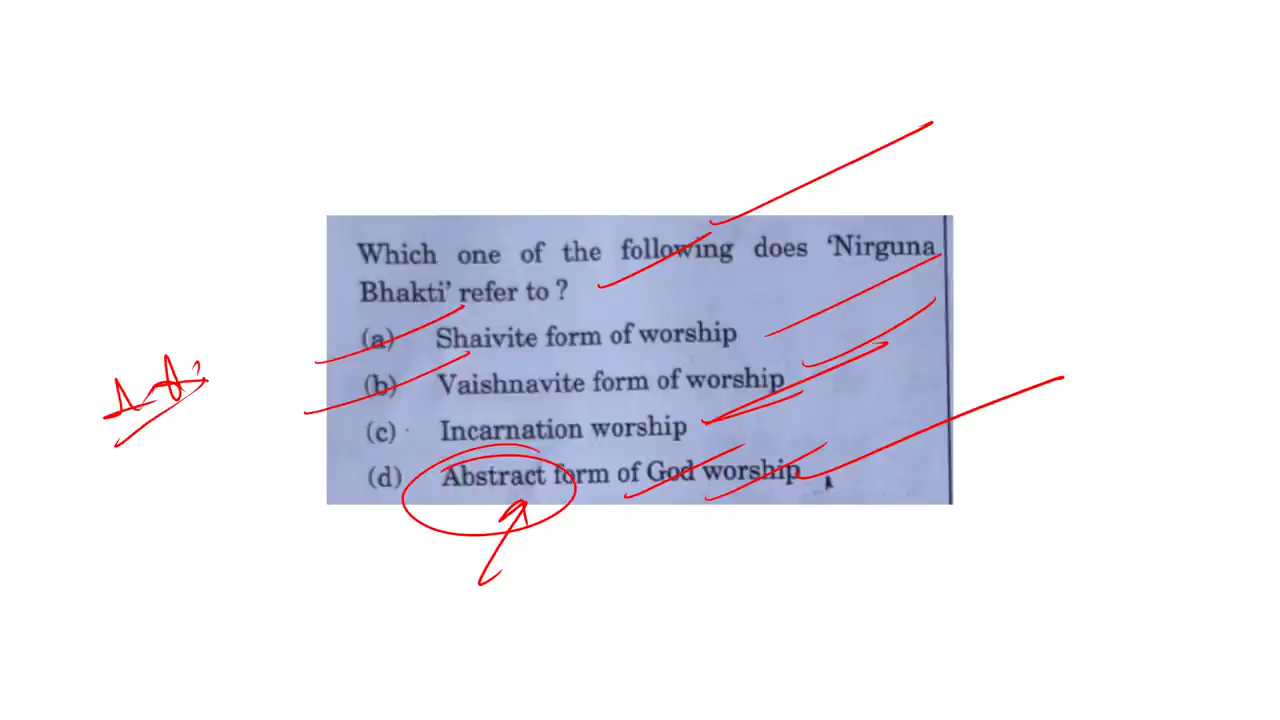 Which one of the following does ‘Nirguna
Bhakti’ refer to ?
(a) Shaivite form of worship
(b) Vaishnavite form of worship
(c) Incarnation worship
(d) Abstract form of God worship